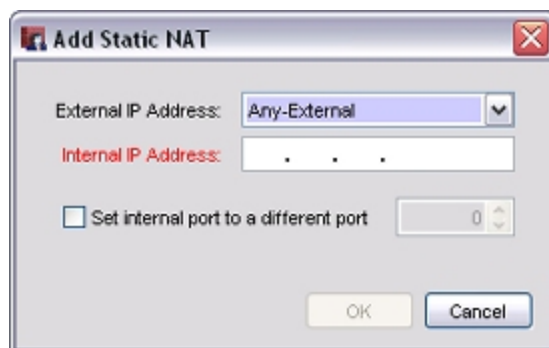 Add Static NAT
External IP Address: Any-External
Internal IP Address: . . .
Set internal port to a different port 0
OK Cancel